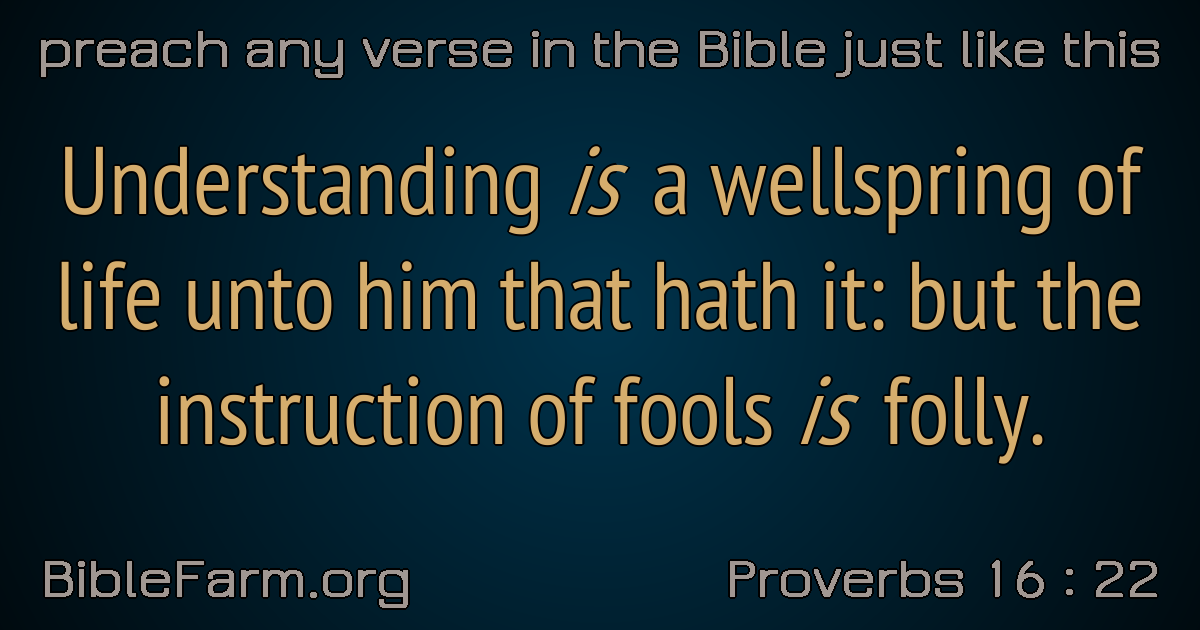 preach any verse in the Bible just like this
Understanding is a wellspring of
life unto him that hath it: but the
instruction of fools is folly.
BibleFarm.org
Proverbs 16 : 22